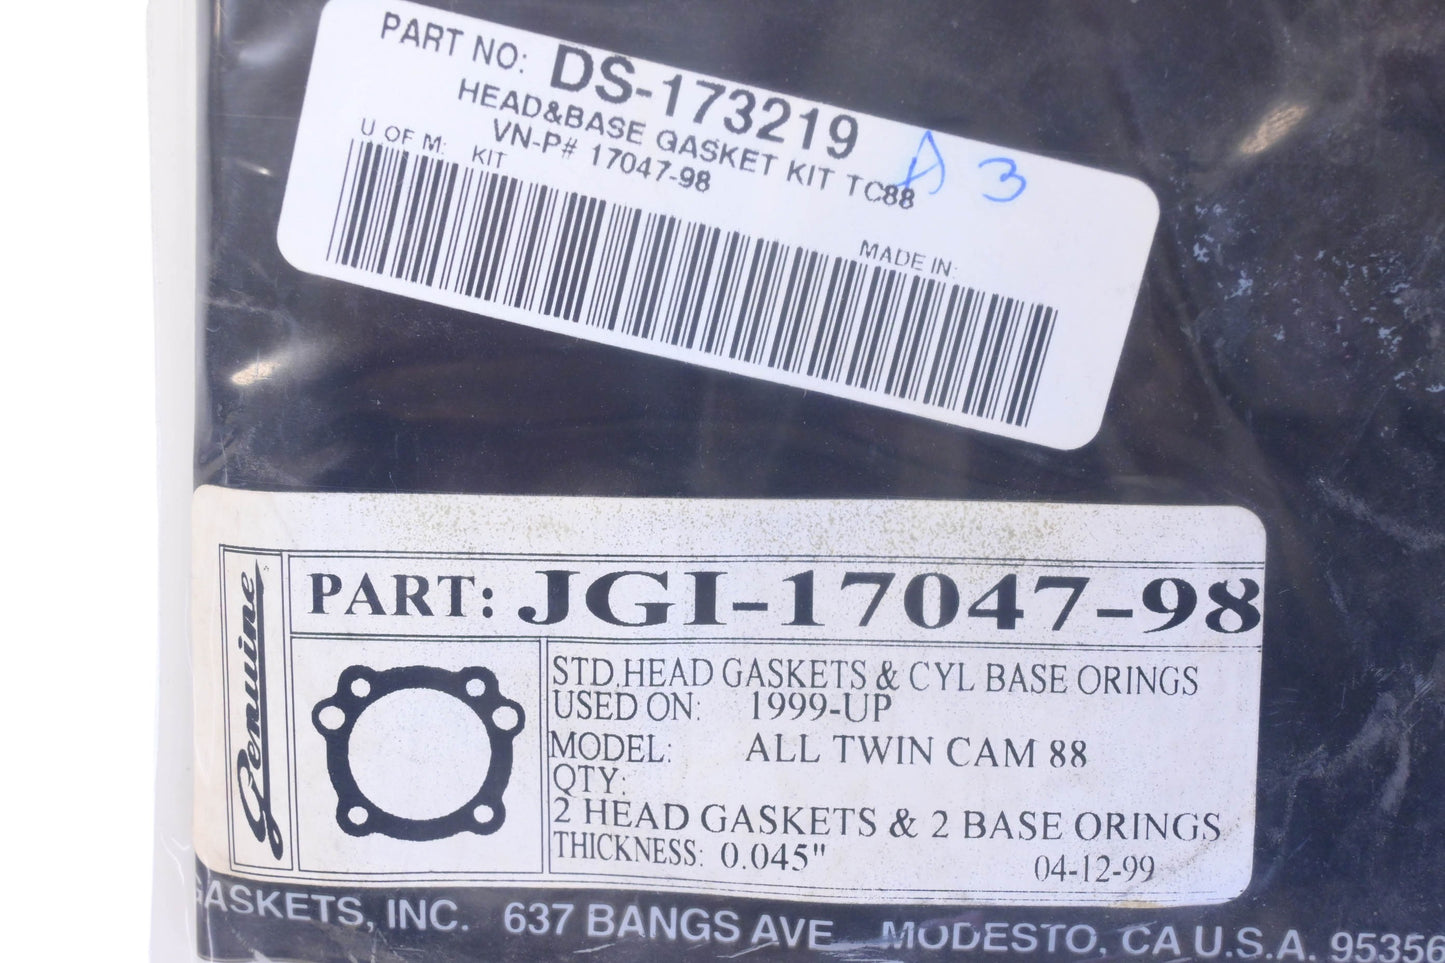 PART NO: DS-173219
HEAD&BASE GASKET KIT TC88
VN-P# 17047-98
U OF M: KIT
A 3
MADE IN:
Genuine
PART: JGI-17047-98
STD.HEAD GASKETS & CYL BASE ORINGS
USED ON: 1999-UP
MODEL: ALL TWIN CAM 88
QTY:
2 HEAD GASKETS & 2 BASE ORINGS
THICKNESS: 0.045" 04-12-99
GASKETS, INC. 637 BANGS AVE MODESTO, CA U.S.A. 95356